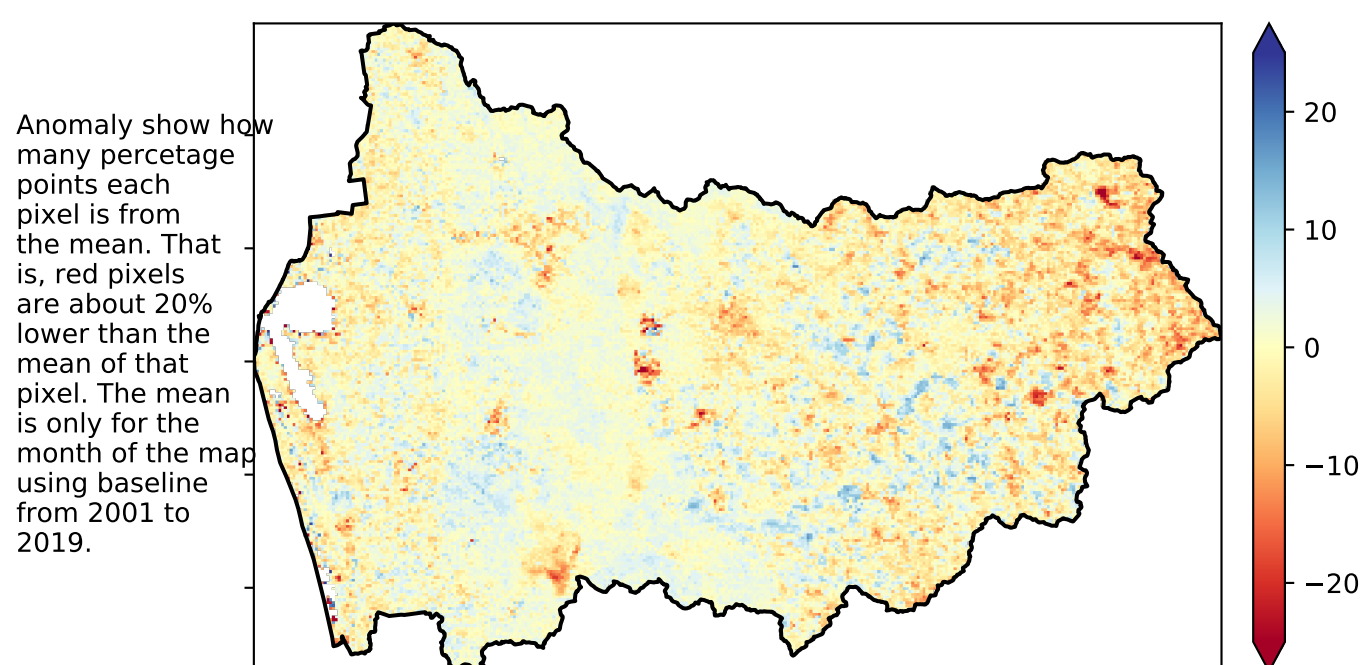 Anomaly show how
many percetage
points each
pixel is from
the mean. That
is, red pixels
are about 20%
lower than the
mean of that
pixel. The mean
is only for the
month of the map
using baseline
from 2001 to
2019.
20
10
0
−10
−20